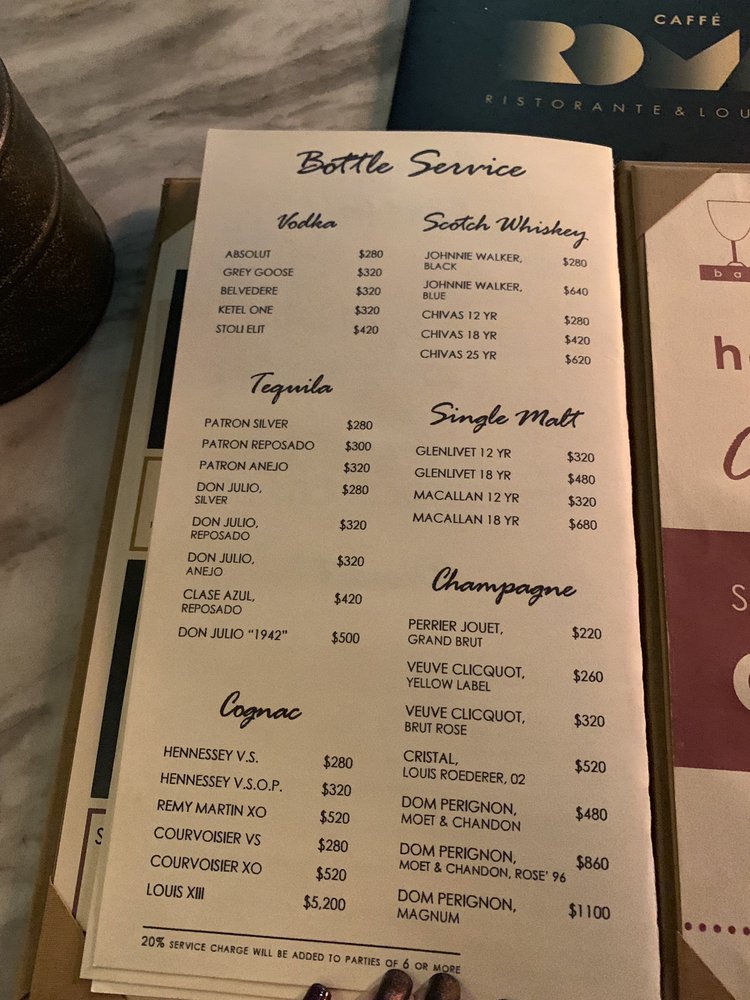 CAFFÉ
RISTORANTE & LOU
Bottle Service
Vodka
ABSOLUT $280
GREY GOOSE $320
BELVEDERE $320
KETEL ONE $320
STOLI ELIT $420
Tequila
PATRON SILVER $280
PATRON REPOSADO $300
PATRON ANEJO $320
DON JULIO, $280
SILVER
DON JULIO, $320
REPOSADO
DON JULIO, $320
ANEJO
CLASE AZUL, $420
REPOSADO
DON JULIO "1942" $500
Cognac
HENNESSEY V.S. $280
HENNESSEY V.S.O.P. $320
REMY MARTIN XO $520
COURVOISIER VS $280
COURVOISIER XO $520
LOUIS XIII $5,200
Scotch Whiskey
JOHNNIE WALKER, $280
BLACK
JOHNNIE WALKER, $640
BLUE
CHIVAS 12 YR $280
CHIVAS 18 YR $420
CHIVAS 25 YR $620
Single Malt
GLENLIVET 12 YR $320
GLENLIVET 18 YR $480
MACALLAN 12 YR $320
MACALLAN 18 YR $680
Champagne
PERRIER JOUET, $220
GRAND BRUT
VEUVE CLICQUOT, $260
YELLOW LABEL
VEUVE CLICQUOT, $320
BRUT ROSE
CRISTAL, $520
LOUIS ROEDERER, 02
DOM PERIGNON, $480
MOET & CHANDON
DOM PERIGNON, $860
MOET & CHANDON, ROSE' 96
DOM PERIGNON, $1100
MAGNUM
20% SERVICE CHARGE WILL BE ADDED TO PARTIES OF 6 OR MORE